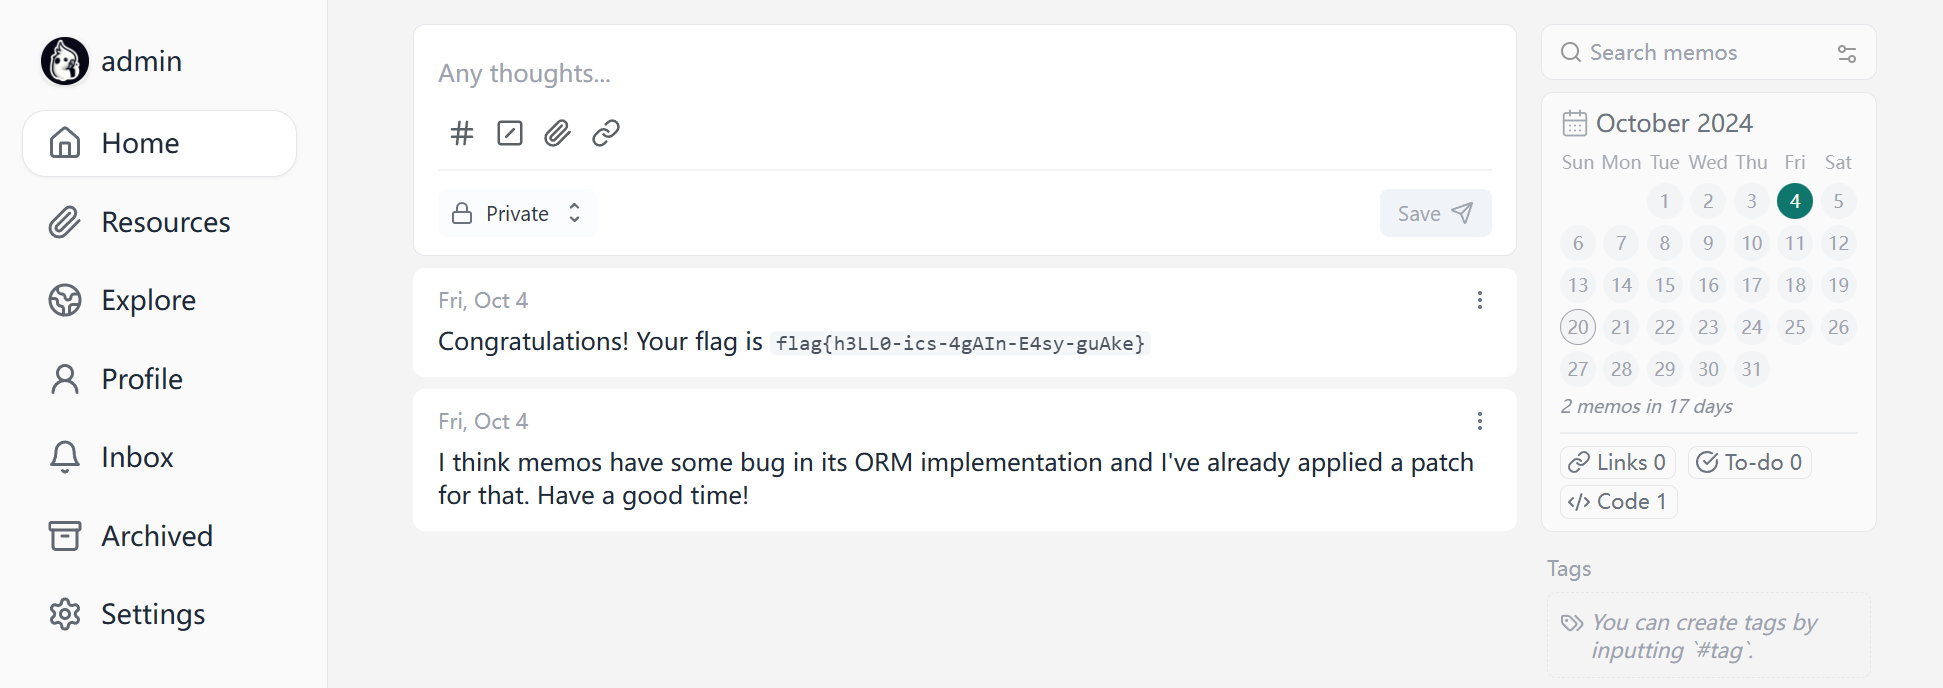 admin
Home
Resources
Explore
Profile
Inbox
Archived
Settings
Any thoughts...
Private
Save
Fri, Oct 4
Congratulations! Your flag is flag{h3LL0-ics-4gAIn-E4sy-guAke}
Fri, Oct 4
I think memos have some bug in its ORM implementation and I've already applied a patch
for that. Have a good time!
Search memos
October 2024
Sun Mon Tue Wed Thu Fri Sat
1 2 3 4 5
6 7 8 9 10 11 12
13 14 15 16 17 18 19
20 21 22 23 24 25 26
27 28 29 30 31
2 memos in 17 days
Links 0 To-do 0
Code 1
Tags
You can create tags by
inputting `#tag`.